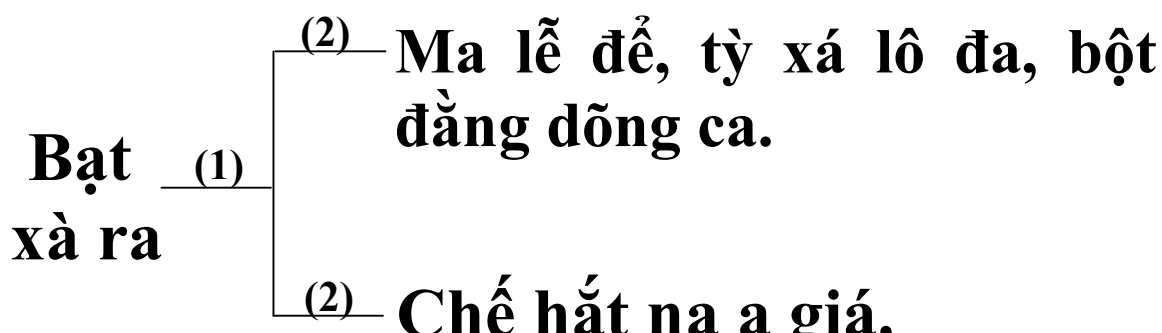 (2) Ma lễ để, tỳ xá lô đa, bột
đằng dõng ca.
Bạt (1)
xà ra
(2) Chế hắt na a giá.